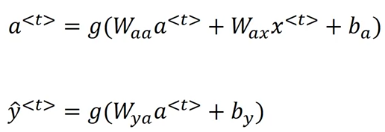 a^{<t>} = g(W_{aa}a^{<t>} + W_{ax}x^{<t>} + b_a)
ŷ^{<t>} = g(W_{ya}a^{<t>} + b_y)